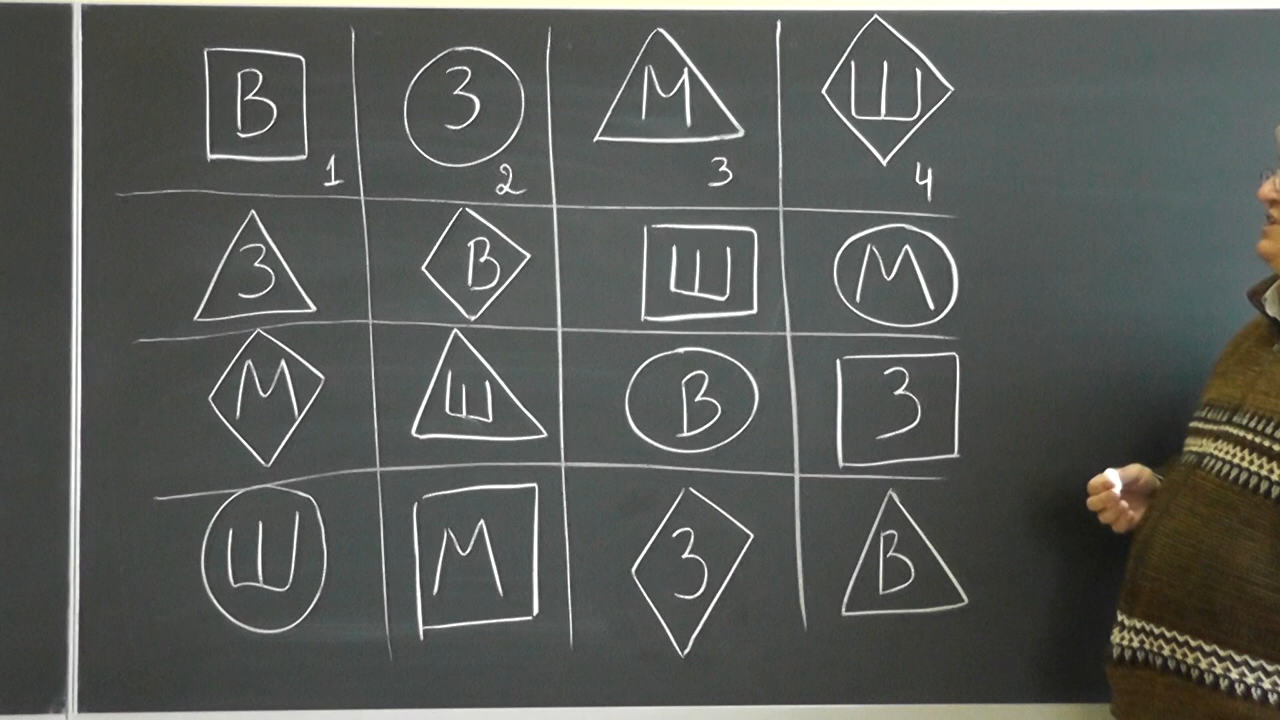 В З М Ш
1 2 3 4
З В Ш М
М Ш В З
Ш М З В